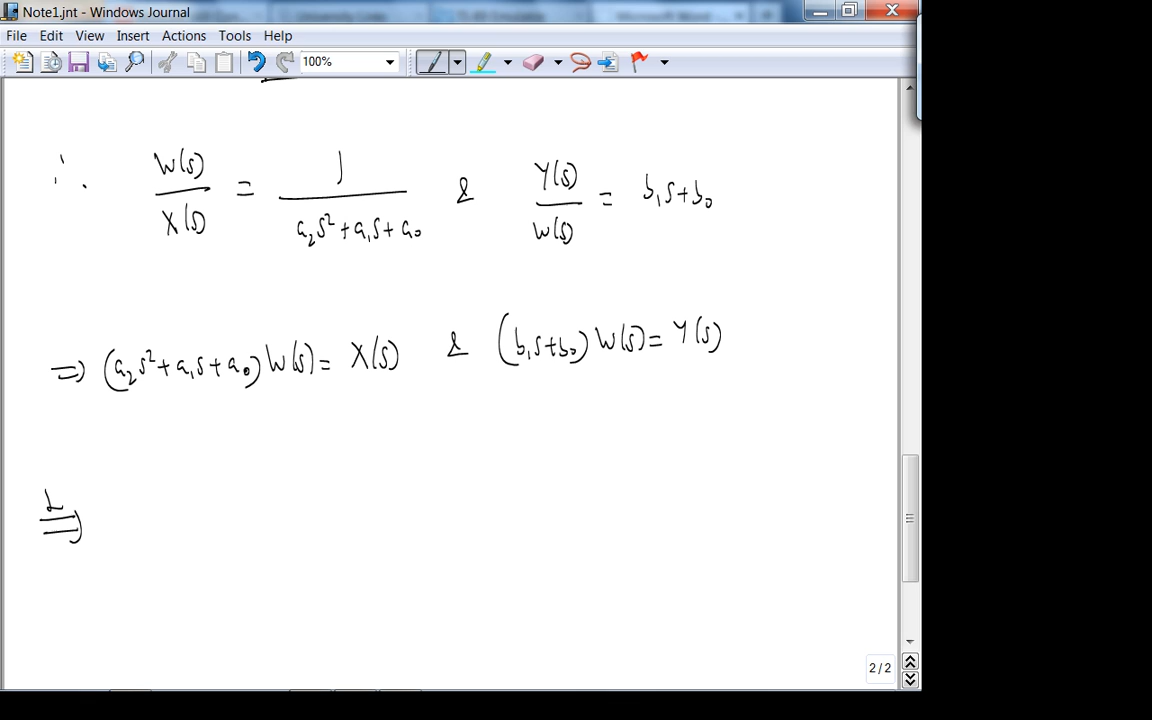 Note1.jnt - Windows Journal
File Edit View Insert Actions Tools Help
100%
∴ W(s)/X(s) = 1/(a₂s²+a₁s+a₀) & Y(s)/W(s) = b₁s+b₀
⇒ (a₂s²+a₁s+a₀)W(s) = X(s) & (b₁s+b₀)W(s) = Y(s)
L ⇒
2/2